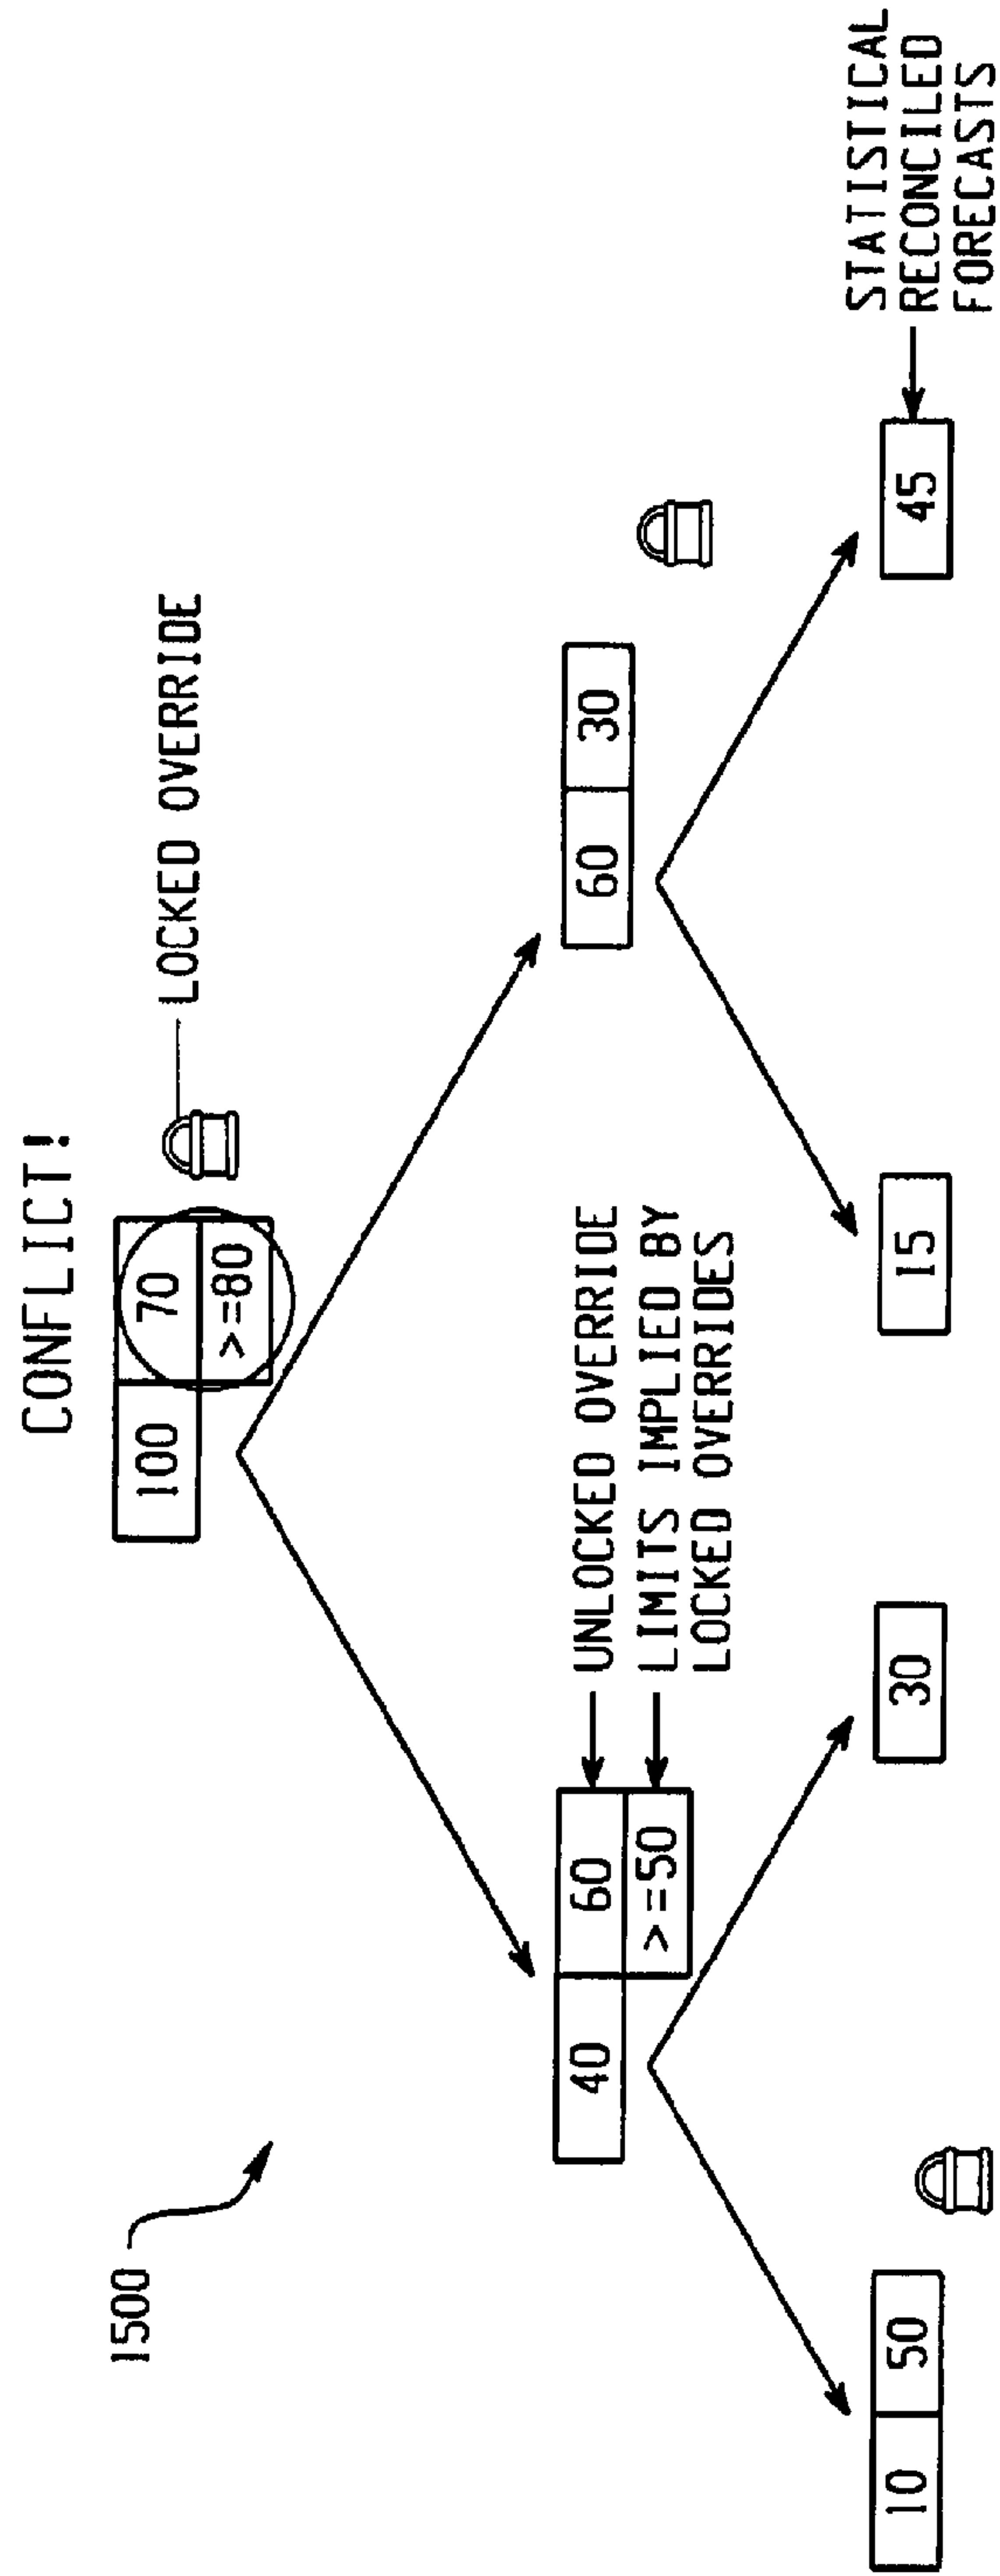 1500
CONFLICT!
100 70
>=80
LOCKED OVERRIDE
40 60
>=50
UNLOCKED OVERRIDE
LIMITS IMPLIED BY
LOCKED OVERRIDES
60 30
10 50
30
15
45
STATISTICAL
RECONCILED
FORECASTS